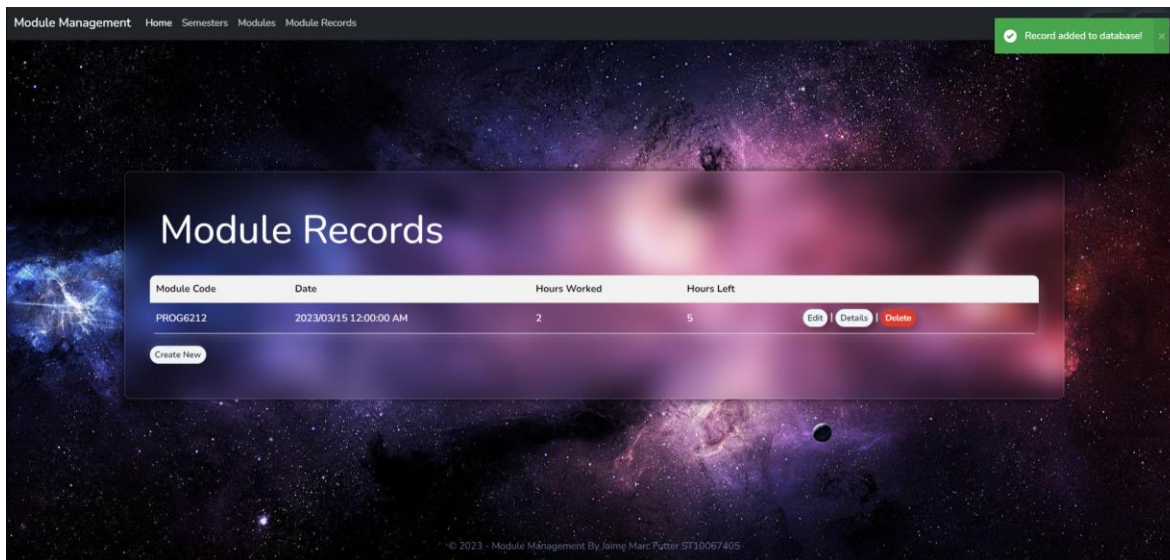 Module Management Home Semesters Modules Module Records
Record added to database! ×
Module Records
Module Code Date Hours Worked Hours Left
PROG6212 2023/03/15 12:00:00 AM 2 5 Edit | Details | Delete
Create New
© 2023 - Module Management By Jaime Marc Putter ST10067405